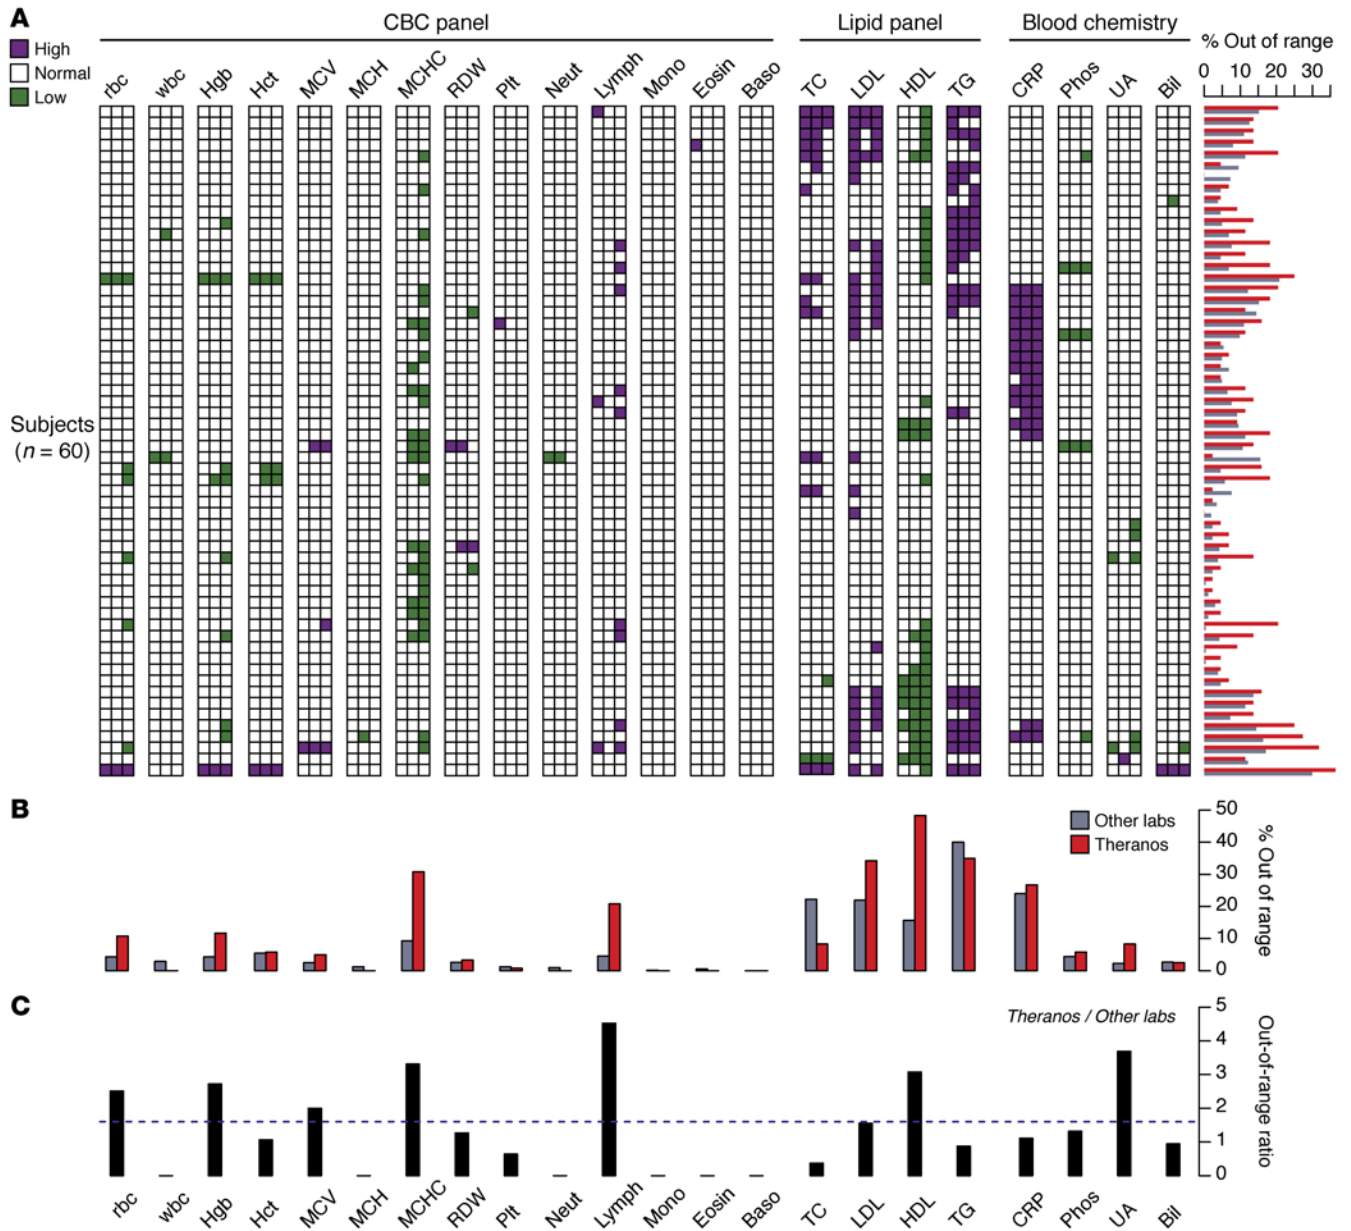 A
CBC panel
Lipid panel
Blood chemistry
High
Normal
Low
rbc wbc Hgb Hct MCV MCH MCHC RDW Plt Neut Lymph Mono Eosin Baso TC LDL HDL TG CRP Phos UA Bil
% Out of range
0 10 20 30
Subjects
(n = 60)
B
Other labs
Theranos
50
40
30
20
10
0
% Out of range
C
Theranos / Other labs
5
4
3
2
1
0
Out-of-range ratio
rbc wbc Hgb Hct MCV MCH MCHC RDW Plt Neut Lymph Mono Eosin Baso TC LDL HDL TG CRP Phos UA Bil